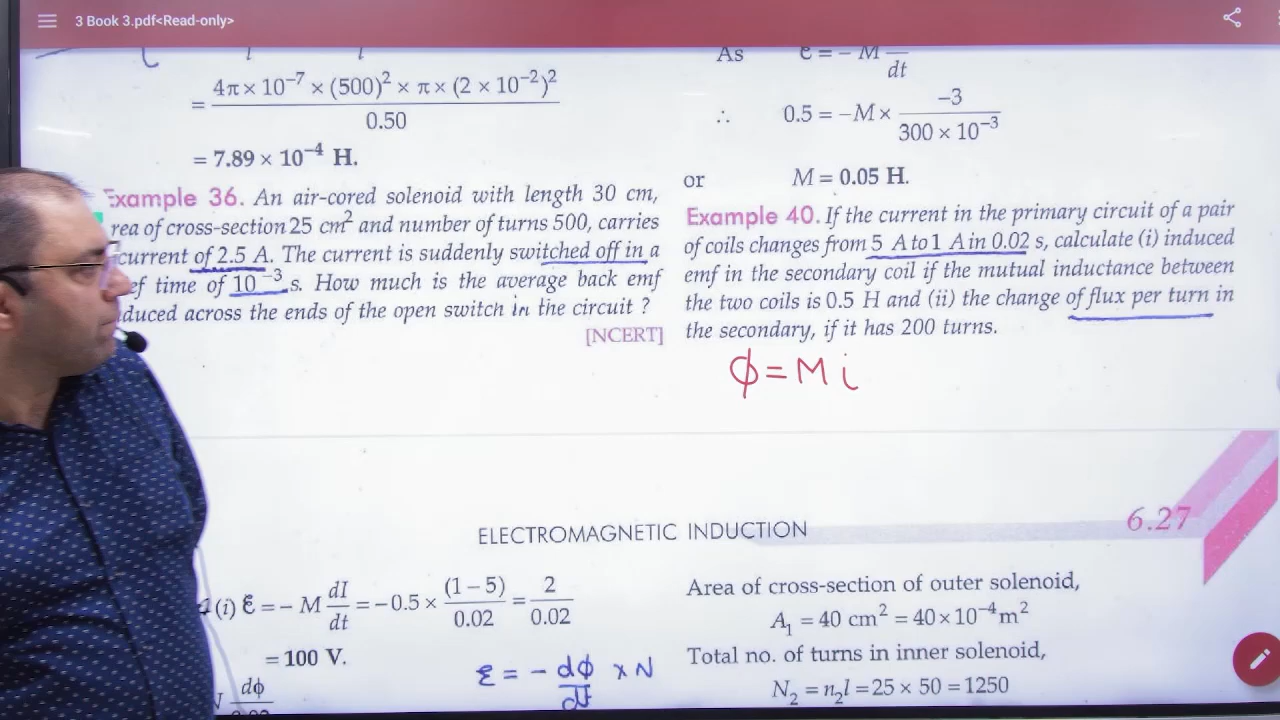 3 Book 3.pdf<Read-only>
l l
= 4π × 10⁻⁷ × (500)² × π × (2 × 10⁻²)² / 0.50
= 7.89 × 10⁻⁴ H.
Example 36. An air-cored solenoid with length 30 cm,
rea of cross-section 25 cm² and number of turns 500, carries
current of 2.5 A. The current is suddenly switched off in a
ef time of 10⁻³ s. How much is the average back emf
duced across the ends of the open switch in the circuit ?
[NCERT]
As ℰ = − M / dt
∴ 0.5 = −M × −3 / 300 × 10⁻³
or M = 0.05 H.
Example 40. If the current in the primary circuit of a pair
of coils changes from 5 A to 1 A in 0.02 s, calculate (i) induced
emf in the secondary coil if the mutual inductance between
the two coils is 0.5 H and (ii) the change of flux per turn in
the secondary, if it has 200 turns.
ϕ = M i
ELECTROMAGNETIC INDUCTION 6.27
(i) ℰ = − M dI / dt = −0.5 × (1 − 5) / 0.02 = 2 / 0.02
= 100 V.
ε = − dϕ / dt × N
dϕ
Area of cross-section of outer solenoid,
A₁ = 40 cm² = 40 × 10⁻⁴ m²
Total no. of turns in inner solenoid,
N₂ = n₂l = 25 × 50 = 1250